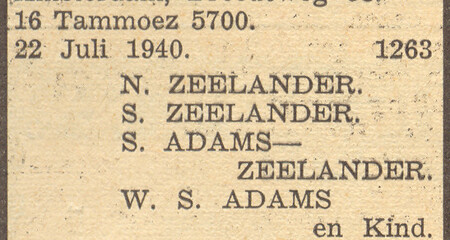 16 Tammoez 5700.
22 Juli 1940. 1263
N. ZEELANDER.
S. ZEELANDER.
S. ADAMS—
ZEELANDER.
W. S. ADAMS
en Kind.